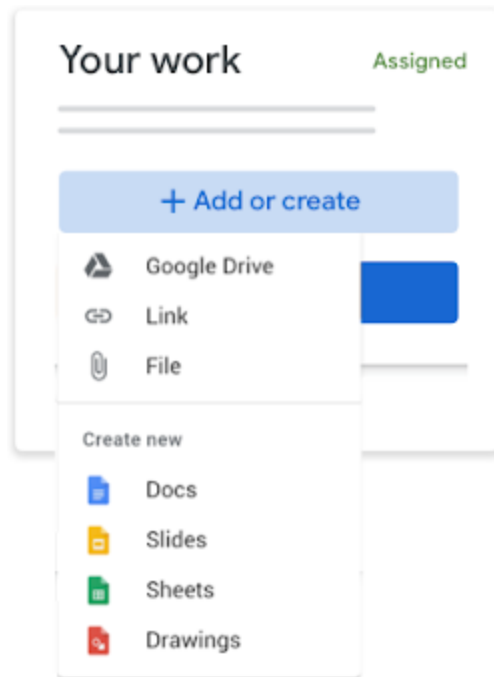 Your work
Assigned
+ Add or create
Google Drive
Link
File
Create new
Docs
Slides
Sheets
Drawings